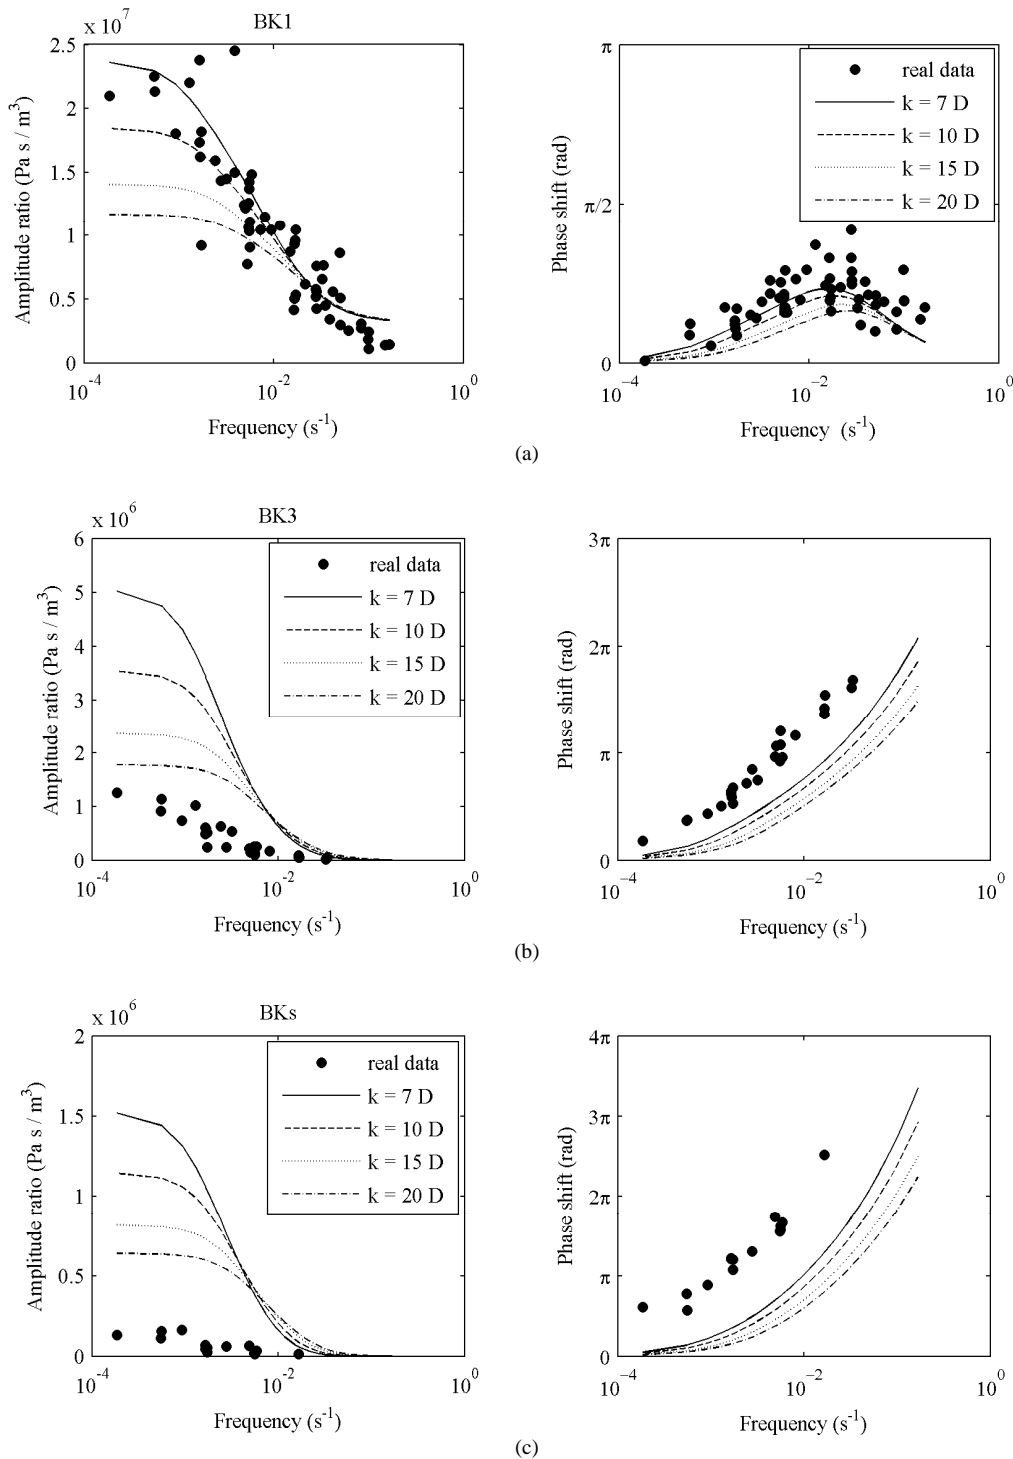 BK1
x 10^7
2.5
2
1.5
1
0.5
0
Amplitude ratio (Pa s / m^3)
10^-4 10^-2 10^0
Frequency (s^-1)
π
π/2
0
Phase shift (rad)
real data
k = 7 D
k = 10 D
k = 15 D
k = 20 D
10^-4 10^-2 10^0
Frequency (s^-1)
(a)
BK3
x 10^6
6
5
4
3
2
1
0
Amplitude ratio (Pa s / m^3)
real data
k = 7 D
k = 10 D
k = 15 D
k = 20 D
10^-4 10^-2 10^0
Frequency (s^-1)
3π
2π
π
0
Phase shift (rad)
10^-4 10^-2 10^0
Frequency (s^-1)
(b)
BKs
x 10^6
2
1.5
1
0.5
0
Amplitude ratio (Pa s / m^3)
real data
k = 7 D
k = 10 D
k = 15 D
k = 20 D
10^-4 10^-2 10^0
Frequency (s^-1)
4π
3π
2π
π
0
Phase shift (rad)
10^-4 10^-2 10^0
Frequency (s^-1)
(c)